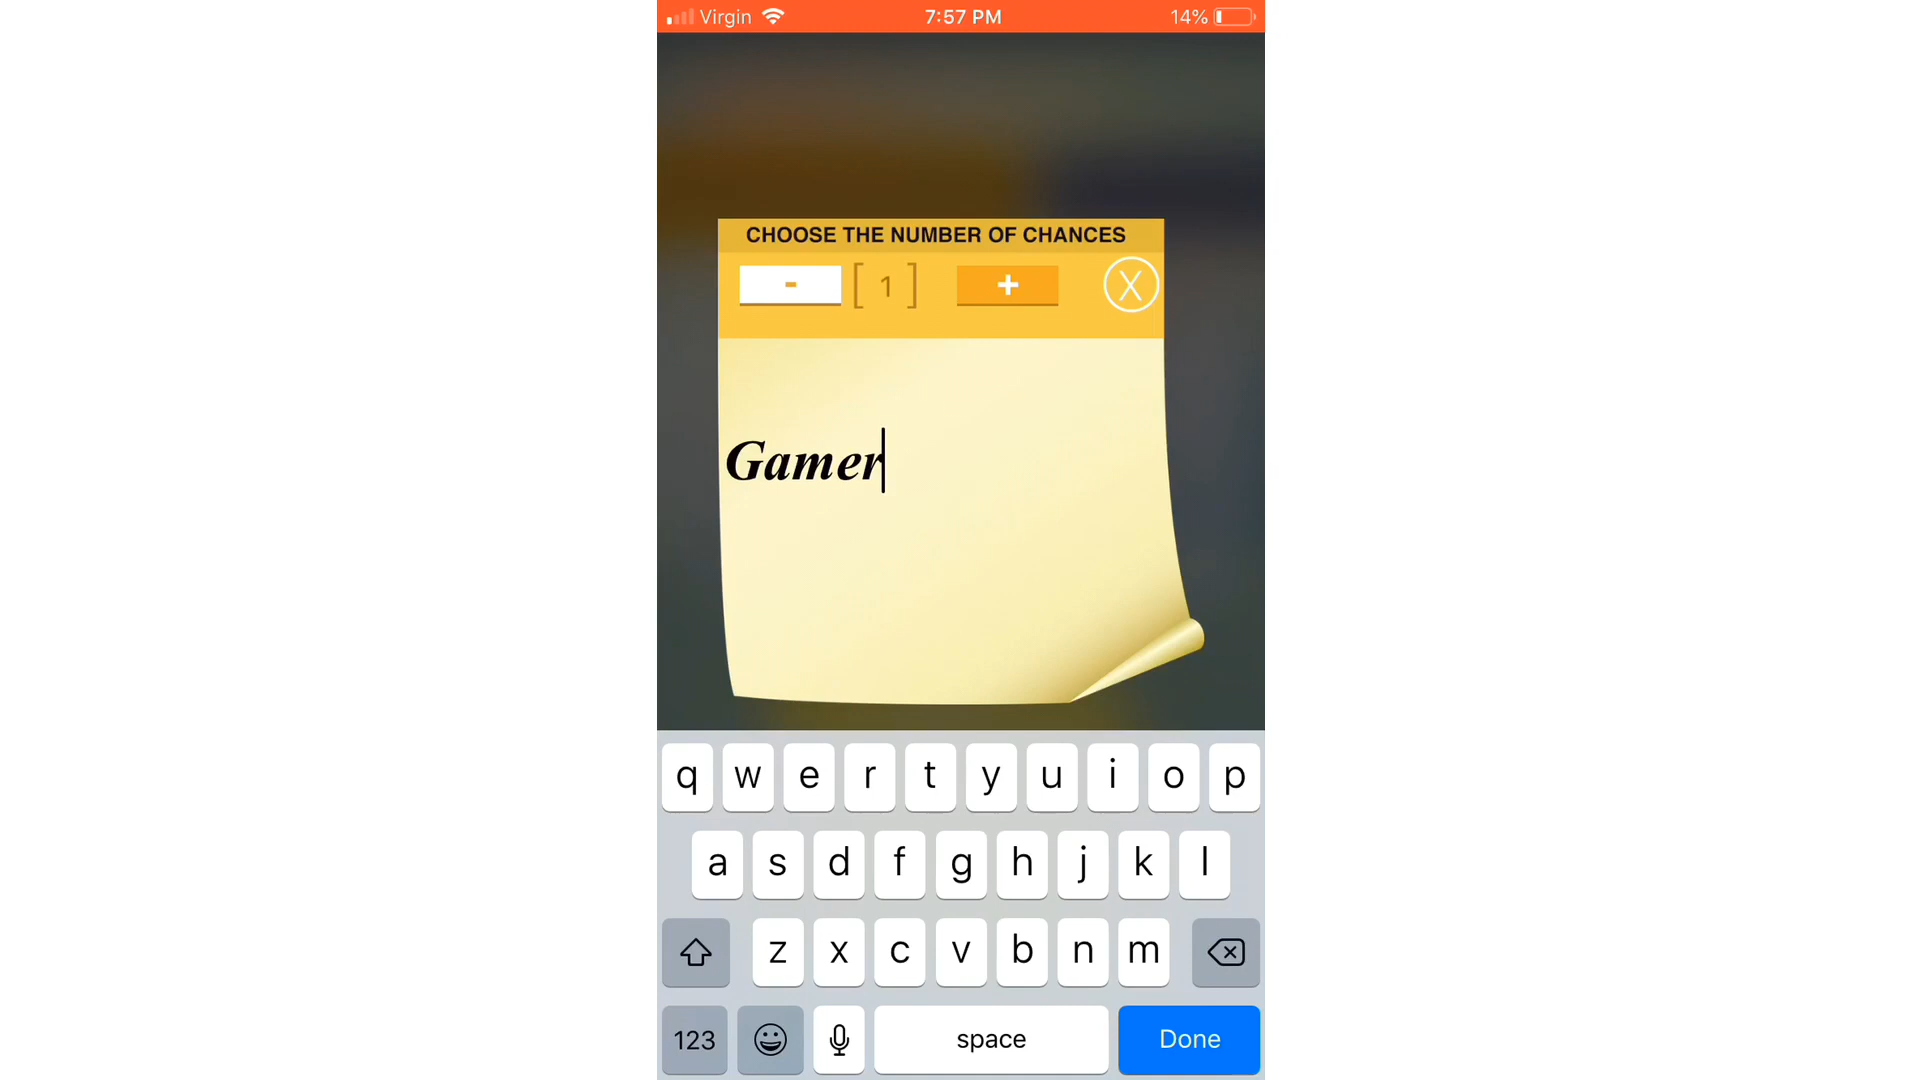 Virgin 7:57 PM 14%
CHOOSE THE NUMBER OF CHANCES
- [ 1 ] + X
Gamer
q w e r t y u i o p
a s d f g h j k l
z x c v b n m
123 space Done